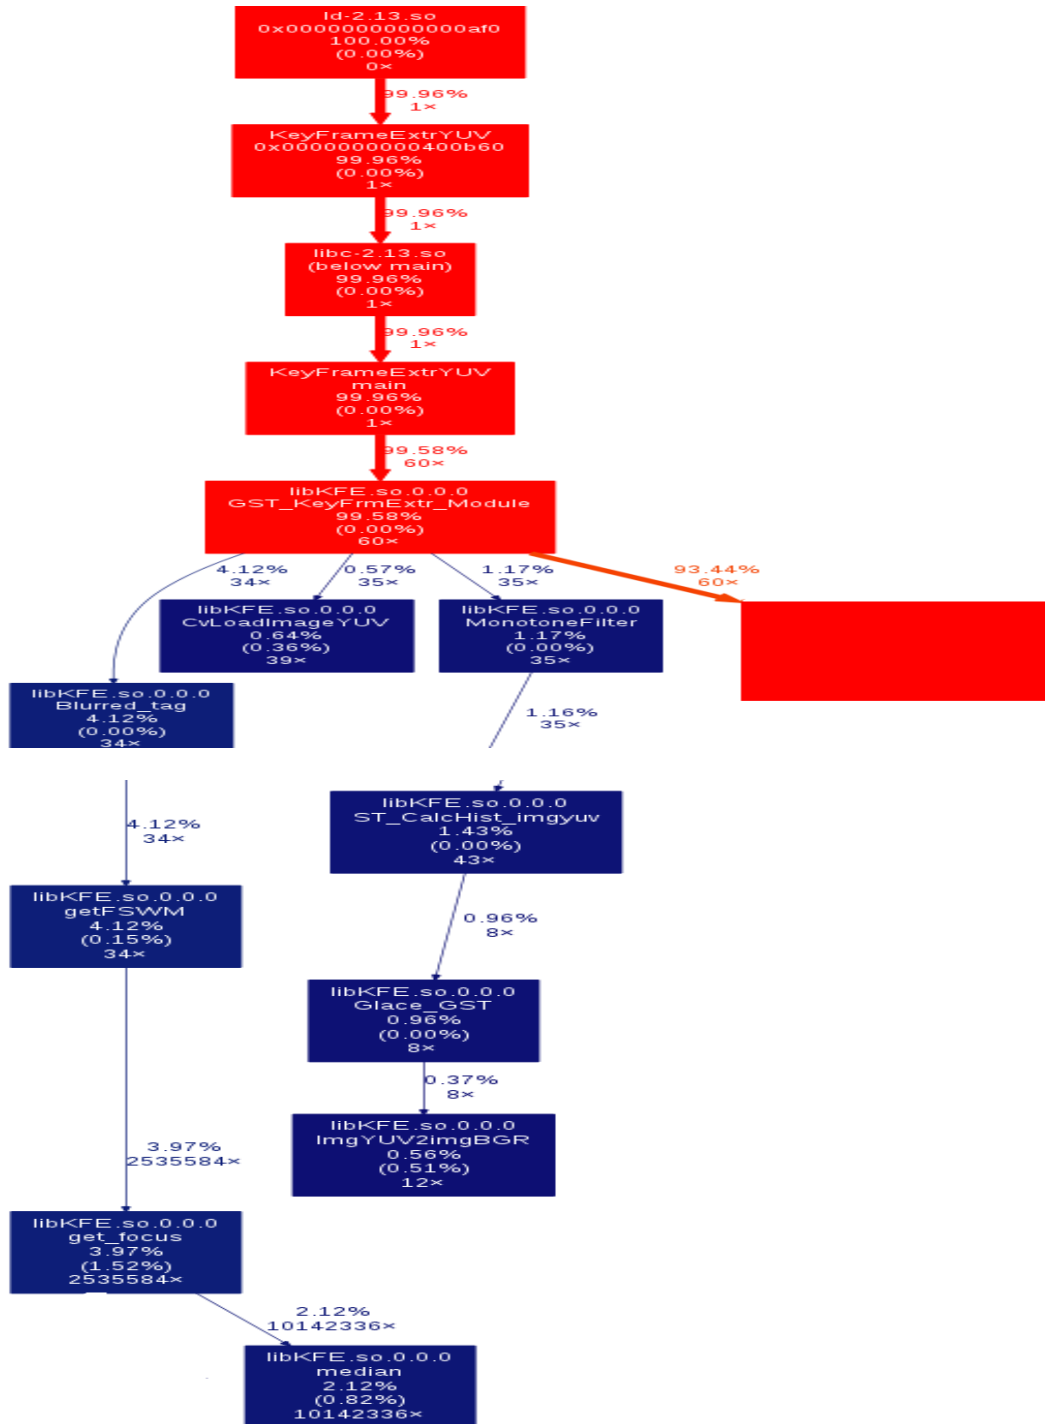 ld-2.13.so
0x0000000000000af0
100.00%
(0.00%)
0×
99.96%
1×
KeyFrameExtrYUV
0x0000000000400b60
99.96%
(0.00%)
1×
99.96%
1×
libc-2.13.so
(below main)
99.96%
(0.00%)
1×
99.96%
1×
KeyFrameExtrYUV
main
99.96%
(0.00%)
1×
99.58%
60×
libKFE.so.0.0.0
GST_KeyFrmExtr_Module
99.58%
(0.00%)
60×
4.12%
34×
0.57%
35×
1.17%
35×
93.44%
60×
libKFE.so.0.0.0
CvLoadImageYUV
0.64%
(0.36%)
39×
libKFE.so.0.0.0
MonotoneFilter
1.17%
(0.00%)
35×
libKFE.so.0.0.0
Blurred_tag
4.12%
(0.00%)
34×
1.16%
35×
libKFE.so.0.0.0
ST_CalcHist_imgyuv
1.43%
(0.00%)
43×
4.12%
34×
libKFE.so.0.0.0
getFSWM
4.12%
(0.15%)
34×
0.96%
8×
libKFE.so.0.0.0
Glace_GST
0.96%
(0.00%)
8×
0.37%
8×
libKFE.so.0.0.0
ImgYUV2imgBGR
0.56%
(0.51%)
12×
3.97%
2535584×
libKFE.so.0.0.0
get_focus
3.97%
(1.52%)
2535584×
2.12%
10142336×
libKFE.so.0.0.0
median
2.12%
(0.82%)
10142336×